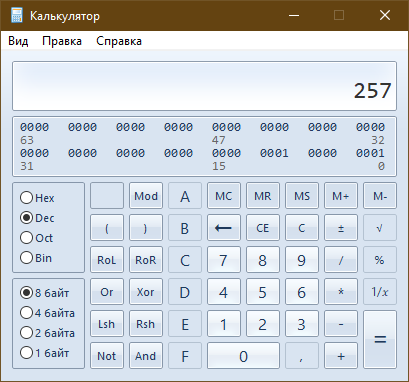 Калькулятор
Вид Правка Справка
257
0000 0000 0000 0000 0000 0000 0000 0000
63 47 32
0000 0000 0000 0000 0000 0001 0000 0001
31 15 0
Hex Mod A MC MR MS M+ M-
Dec ( ) B ← CE C ± √
Oct RoL RoR C 7 8 9 / %
Bin
8 байт Or Xor D 4 5 6 * 1/x
4 байта Lsh Rsh E 1 2 3 - =
2 байта
1 байт Not And F 0 , +